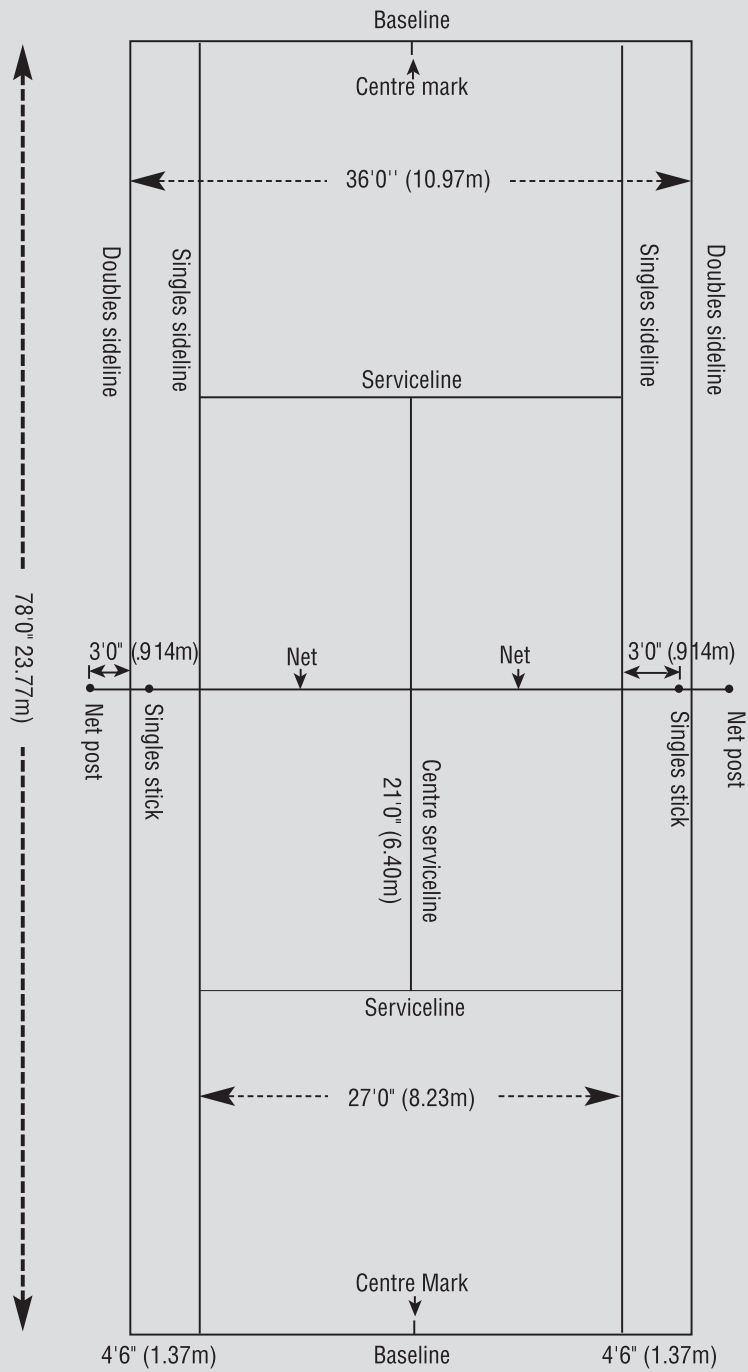 Baseline
Centre mark
36'0'' (10.97m)
Doubles sideline
Singles sideline
Singles sideline
Doubles sideline
Serviceline
78'0" 23.77m)
3'0" (.914m)
Net
Net
3'0" (.914m)
Net post
Singles stick
Singles stick
Net post
Centre serviceline
21'0" (6.40m)
Serviceline
27'0" (8.23m)
Centre Mark
4'6" (1.37m)
Baseline
4'6" (1.37m)